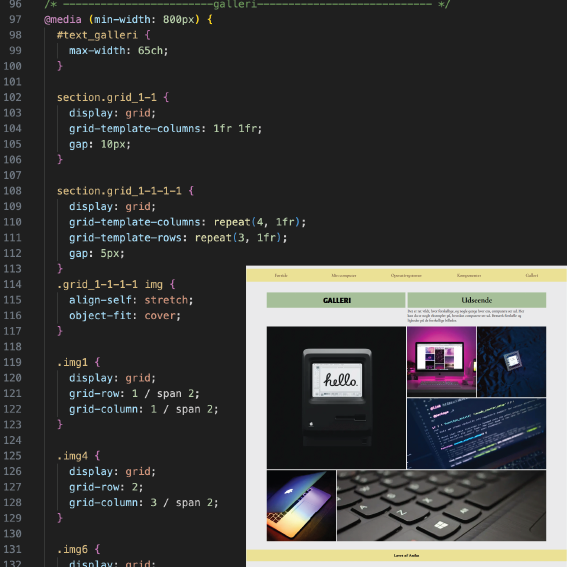 96 /* ------------------------galleri---------------------------- */
97 @media (min-width: 800px) {
98 #text_galleri {
99 max-width: 65ch;
100 }
101
102 section.grid_1-1 {
103 display: grid;
104 grid-template-columns: 1fr 1fr;
105 gap: 10px;
106 }
107
108 section.grid_1-1-1-1 {
109 display: grid;
110 grid-template-columns: repeat(4, 1fr);
111 grid-template-rows: repeat(3, 1fr);
112 gap: 5px;
113 }
114 .grid_1-1-1-1 img {
115 align-self: stretch;
116 object-fit: cover;
117 }
118
119 .img1 {
120 display: grid;
121 grid-row: 1 / span 2;
122 grid-column: 1 / span 2;
123 }
124
125 .img4 {
126 display: grid;
127 grid-row: 2;
128 grid-column: 3 / span 2;
129 }
130
131 .img6 {
132 display: grid;
Forside Min computer Operativsystemer Komponenter Galleri
GALLERI Udseende
hello.
Z X